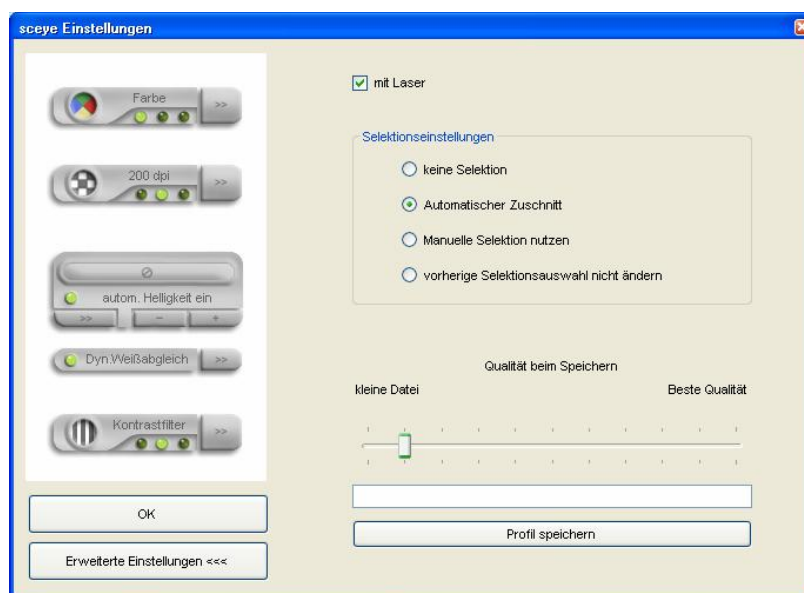 sceye Einstellungen
Farbe
>>
200 dpi
>>
autom. Helligkeit ein
>>
−
+
Dyn.Weißabgleich
>>
Kontrastfilter
>>
OK
Erweiterte Einstellungen <<<
mit Laser
Selektionseinstellungen
keine Selektion
Automatischer Zuschnitt
Manuelle Selektion nutzen
vorherige Selektionsauswahl nicht ändern
Qualität beim Speichern
kleine Datei
Beste Qualität
Profil speichern